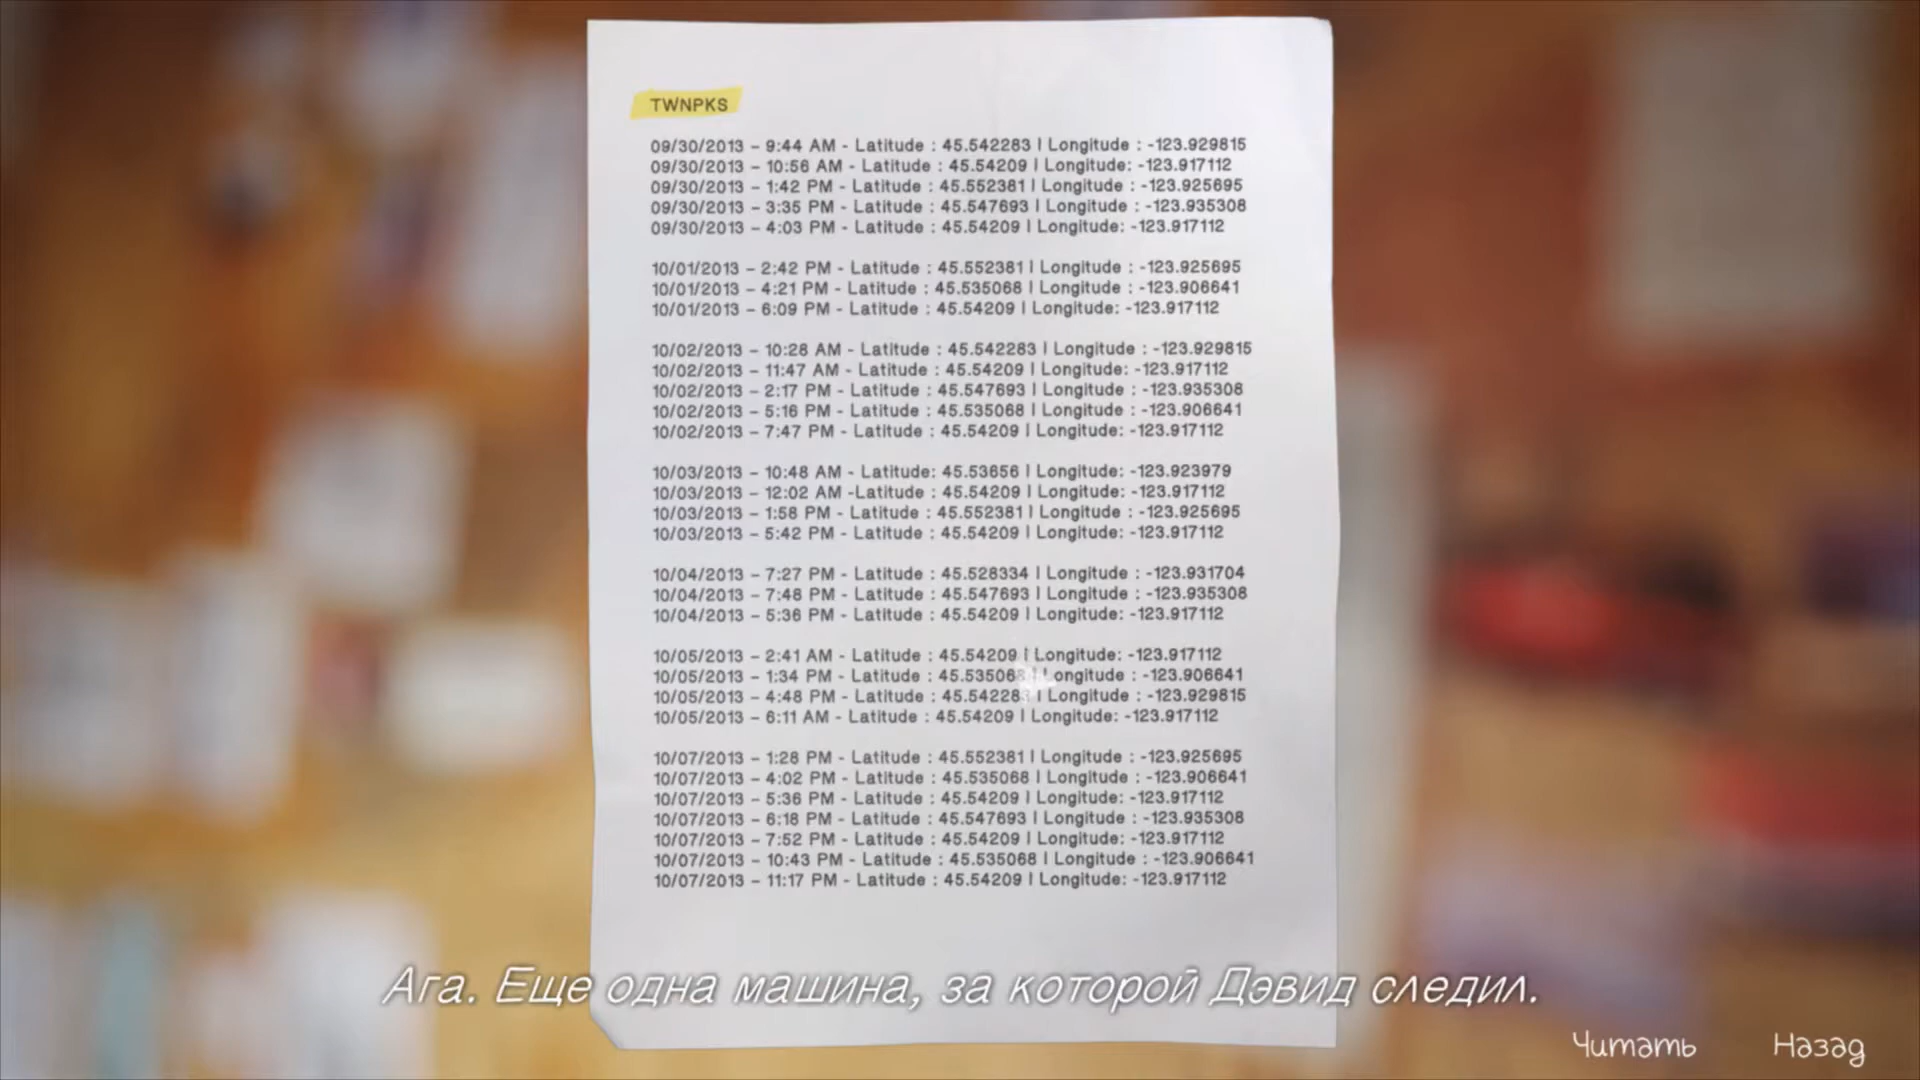 TWNPKS
09/30/2013 – 9:44 AM - Latitude : 45.542283 | Longitude : -123.929815
09/30/2013 – 10:56 AM - Latitude : 45.54209 | Longitude: -123.917112
09/30/2013 – 1:42 PM - Latitude : 45.552381 | Longitude : -123.925695
09/30/2013 – 3:35 PM - Latitude : 45.547693 | Longitude : -123.935308
09/30/2013 – 4:03 PM - Latitude : 45.54209 | Longitude: -123.917112
10/01/2013 – 2:42 PM - Latitude : 45.552381 | Longitude : -123.925695
10/01/2013 – 4:21 PM - Latitude : 45.535068 | Longitude : -123.906641
10/01/2013 – 6:09 PM - Latitude : 45.54209 | Longitude: -123.917112
10/02/2013 – 10:28 AM - Latitude : 45.542283 | Longitude : -123.929815
10/02/2013 – 11:47 AM - Latitude : 45.54209 | Longitude: -123.917112
10/02/2013 – 2:17 PM - Latitude : 45.547693 | Longitude : -123.935308
10/02/2013 – 5:16 PM - Latitude : 45.535068 | Longitude : -123.906641
10/02/2013 – 7:47 PM - Latitude : 45.54209 | Longitude: -123.917112
10/03/2013 – 10:48 AM - Latitude: 45.53656 | Longitude: -123.923979
10/03/2013 – 12:02 AM -Latitude : 45.54209 | Longitude: -123.917112
10/03/2013 – 1:58 PM - Latitude : 45.552381 | Longitude : -123.925695
10/03/2013 – 5:42 PM - Latitude : 45.54209 | Longitude: -123.917112
10/04/2013 – 7:27 PM - Latitude : 45.528334 | Longitude : -123.931704
10/04/2013 – 7:48 PM - Latitude : 45.547693 | Longitude : -123.935308
10/04/2013 – 5:36 PM - Latitude : 45.54209 | Longitude: -123.917112
10/05/2013 – 2:41 AM - Latitude : 45.54209 | Longitude: -123.917112
10/05/2013 – 1:34 PM - Latitude : 45.535068 | Longitude : -123.906641
10/05/2013 – 4:48 PM - Latitude : 45.542283 | Longitude : -123.929815
10/05/2013 – 6:11 AM - Latitude : 45.54209 | Longitude: -123.917112
10/07/2013 – 1:28 PM - Latitude : 45.552381 | Longitude : -123.925695
10/07/2013 – 4:02 PM - Latitude : 45.535068 | Longitude : -123.906641
10/07/2013 – 5:36 PM - Latitude : 45.54209 | Longitude: -123.917112
10/07/2013 – 6:18 PM - Latitude : 45.547693 | Longitude : -123.935308
10/07/2013 – 7:52 PM - Latitude : 45.54209 | Longitude: -123.917112
10/07/2013 – 10:43 PM - Latitude : 45.535068 | Longitude : -123.906641
10/07/2013 – 11:17 PM - Latitude : 45.54209 | Longitude: -123.917112
Ага. Еще одна машина, за которой Дэвид следил.
Читать Назад